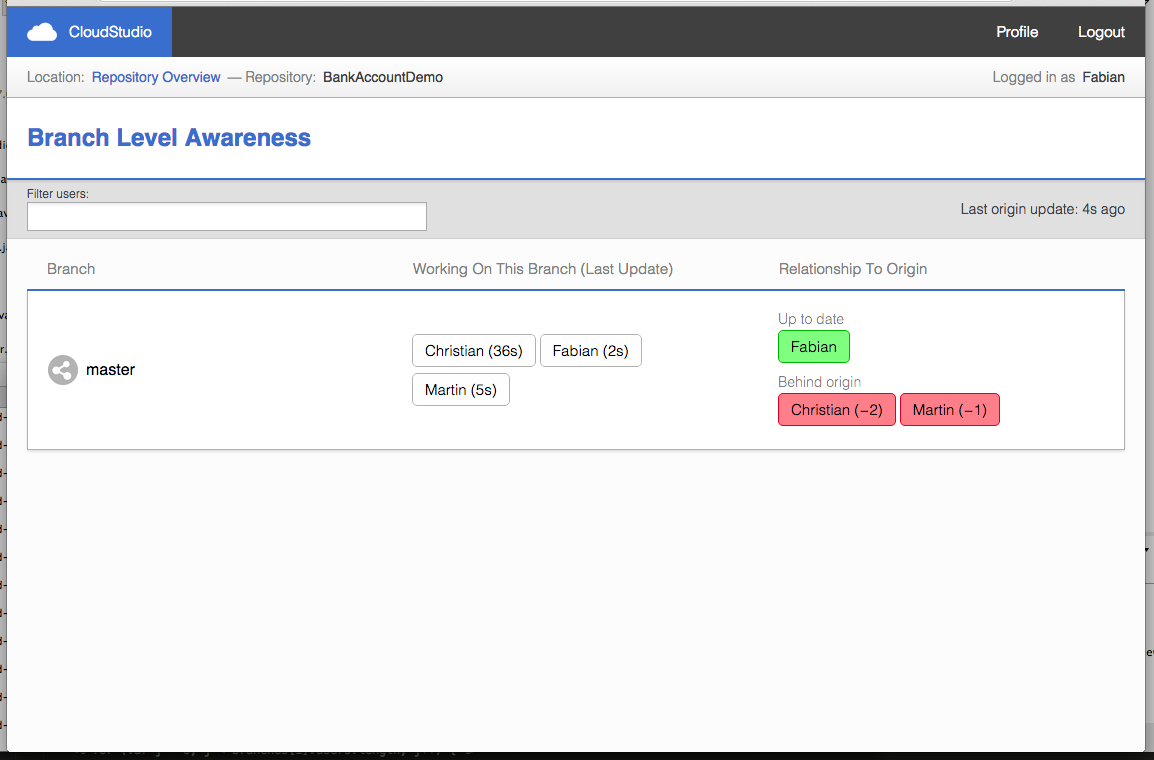 CloudStudio
Profile
Logout
Location: Repository Overview — Repository: BankAccountDemo
Logged in as Fabian
Branch Level Awareness
Filter users:
Last origin update: 4s ago
Branch
Working On This Branch (Last Update)
Relationship To Origin
master
Christian (36s)
Fabian (2s)
Martin (5s)
Up to date
Fabian
Behind origin
Christian (−2)
Martin (−1)